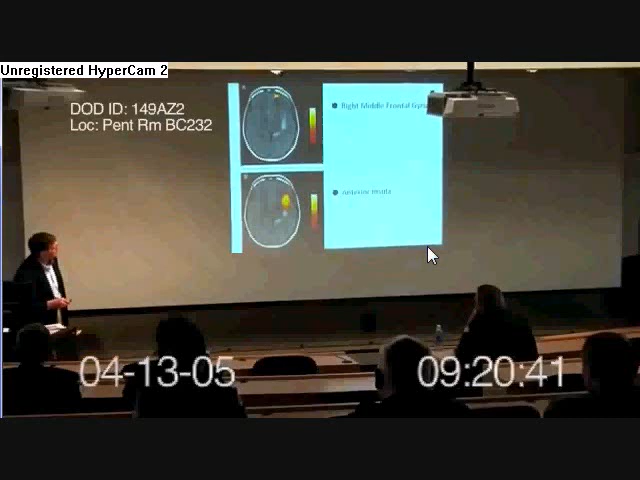 Unregistered HyperCam 2
DOD ID: 149AZ2
Loc: Pent Rm BC232
Right Middle Frontal Gyrus
Anterior Insula
04-13-05
09:20:41